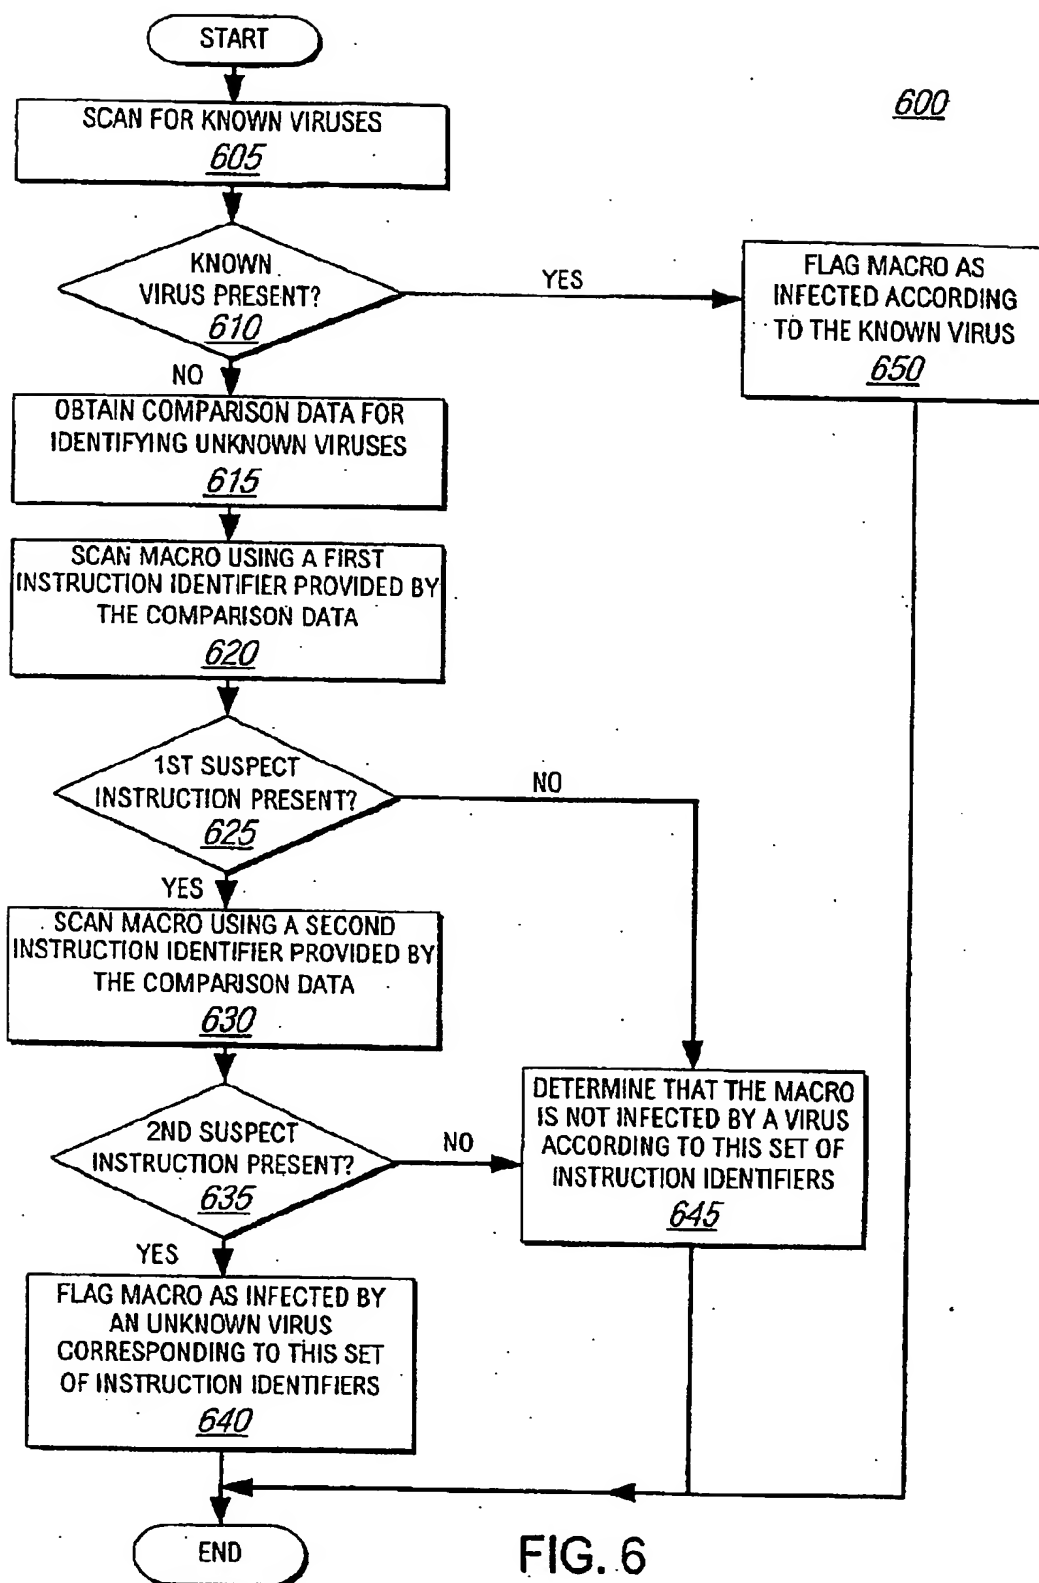 START
600
SCAN FOR KNOWN VIRUSES
605
KNOWN
VIRUS PRESENT?
610
YES
FLAG MACRO AS
INFECTED ACCORDING
TO THE KNOWN VIRUS
650
NO
OBTAIN COMPARISON DATA FOR
IDENTIFYING UNKNOWN VIRUSES
615
SCAN MACRO USING A FIRST
INSTRUCTION IDENTIFIER PROVIDED BY
THE COMPARISON DATA
620
1ST SUSPECT
INSTRUCTION PRESENT?
625
NO
YES
SCAN MACRO USING A SECOND
INSTRUCTION IDENTIFIER PROVIDED BY
THE COMPARISON DATA
630
2ND SUSPECT
INSTRUCTION PRESENT?
635
NO
DETERMINE THAT THE MACRO
IS NOT INFECTED BY A VIRUS
ACCORDING TO THIS SET OF
INSTRUCTION IDENTIFIERS
645
YES
FLAG MACRO AS INFECTED BY
AN UNKNOWN VIRUS
CORRESPONDING TO THIS SET
OF INSTRUCTION IDENTIFIERS
640
END
FIG. 6